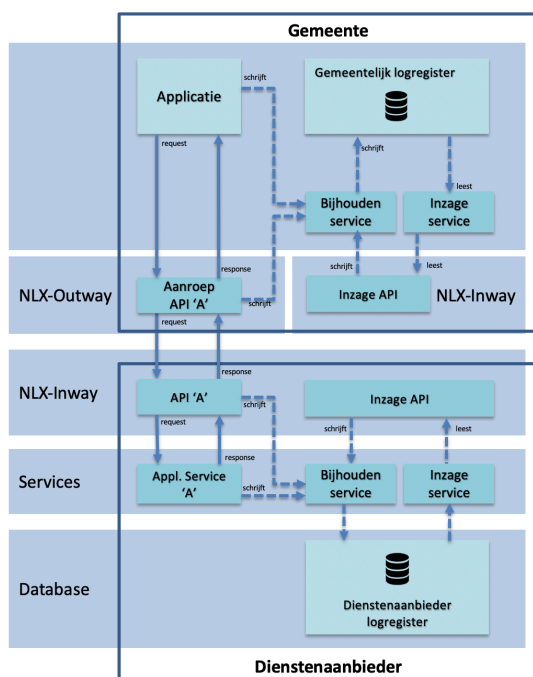 Gemeente
Applicatie
schrijft
Gemeentelijk logregister
request
response
schrijft
leest
Bijhouden
service
Inzage
service
schrijft
leest
NLX-Outway
Aanroep
API ‘A’
schrijft
Inzage API
NLX-Inway
request
response
NLX-Inway
API ‘A’
schrijft
Inzage API
request
response
schrijft
leest
Services
Appl. Service
‘A’
schrijft
Bijhouden
service
Inzage
service
Database
Dienstenaanbieder
logregister
Dienstenaanbieder